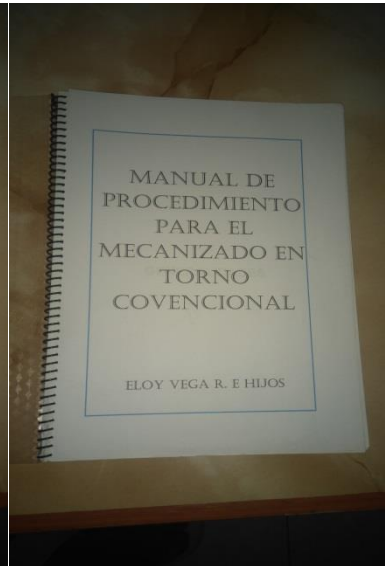 MANUAL DE
PROCEDIMIENTO
PARA EL
MECANIZADO EN
TORNO
COVENCIONAL
ELOY VEGA R. E HIJOS